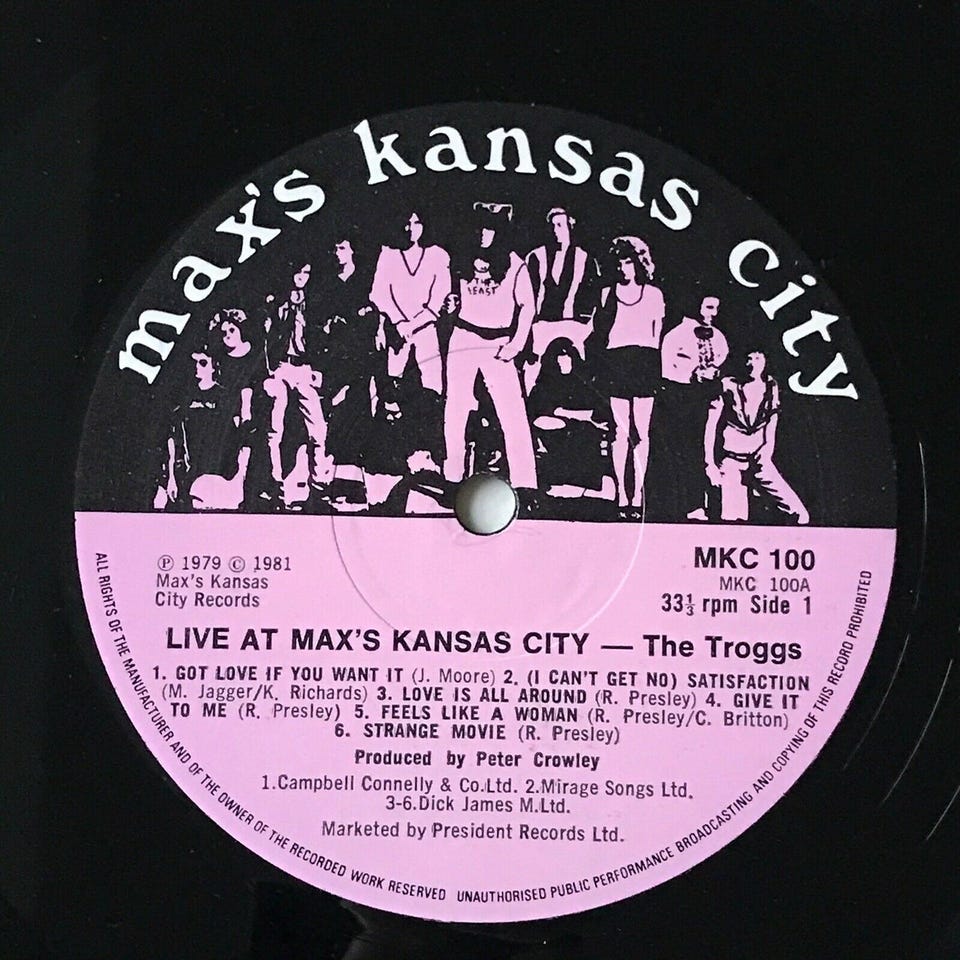 max's kansas city
THE
BEAST
MAX'S
℗ 1979 © 1981
Max's Kansas
City Records
MKC 100
MKC 100A
33⅓ rpm Side 1
LIVE AT MAX'S KANSAS CITY — The Troggs
1. GOT LOVE IF YOU WANT IT (J. Moore) 2. (I CAN'T GET NO) SATISFACTION
(M. Jagger/K. Richards) 3. LOVE IS ALL AROUND (R. Presley) 4. GIVE IT
TO ME (R. Presley) 5. FEELS LIKE A WOMAN (R. Presley/C. Britton)
6. STRANGE MOVIE (R. Presley)
Produced by Peter Crowley
1.Campbell Connelly & Co.Ltd. 2.Mirage Songs Ltd.
3-6.Dick James M.Ltd.
Marketed by President Records Ltd.
ALL RIGHTS OF THE MANUFACTURER AND OF THE OWNER OF THE RECORDED WORK RESERVED UNAUTHORISED PUBLIC PERFORMANCE BROADCASTING AND COPYING OF THIS RECORD PROHIBITED